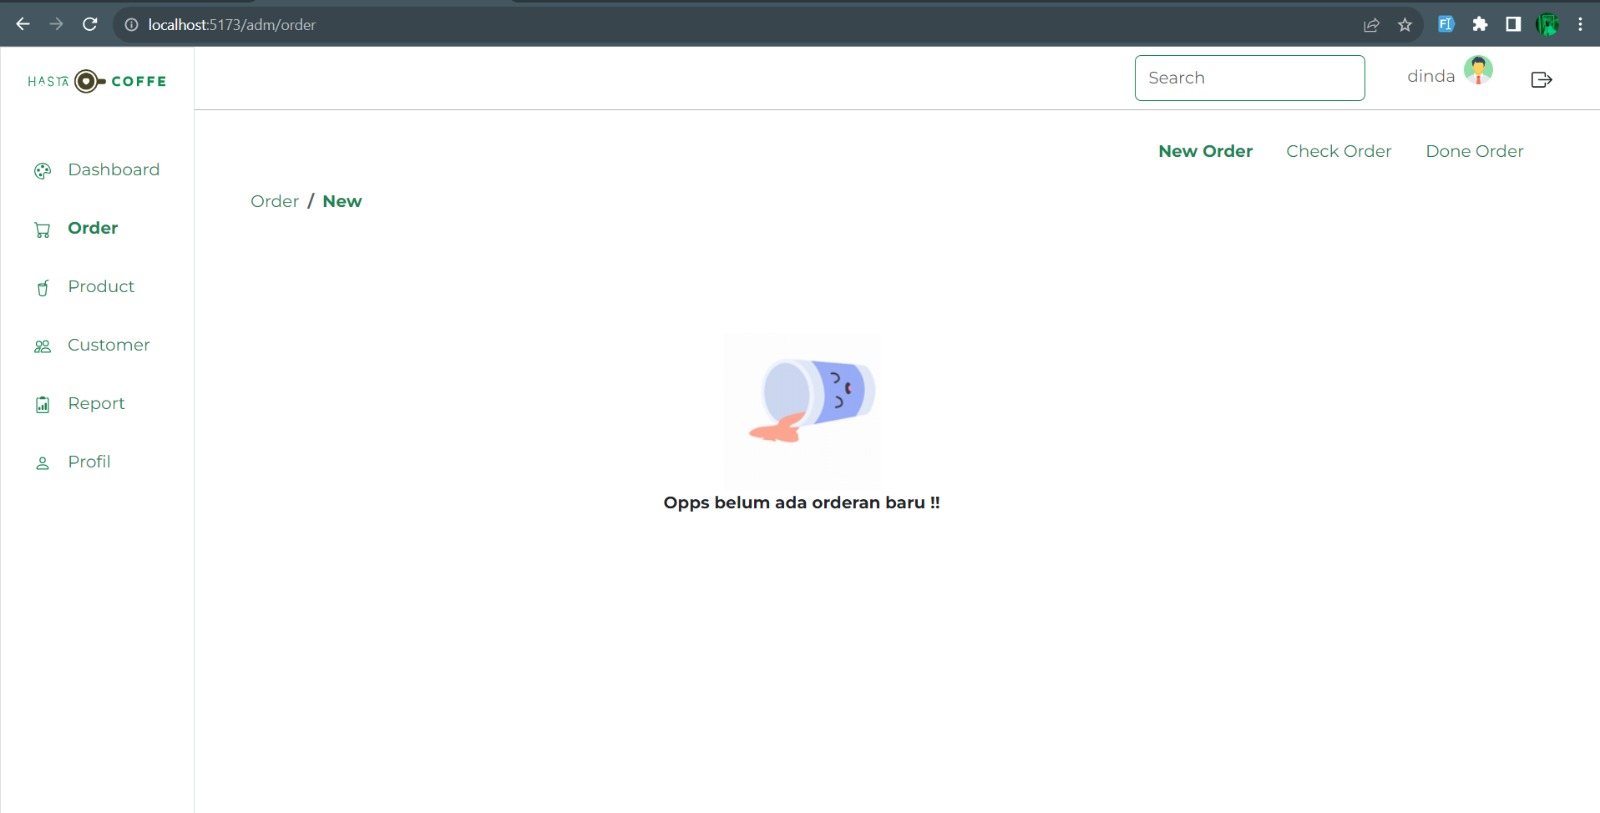 localhost:5173/adm/order
HASTA COFFE
Search
dinda
New Order Check Order Done Order
Order / New
Dashboard
Order
Product
Customer
Report
Profil
Opps belum ada orderan baru !!